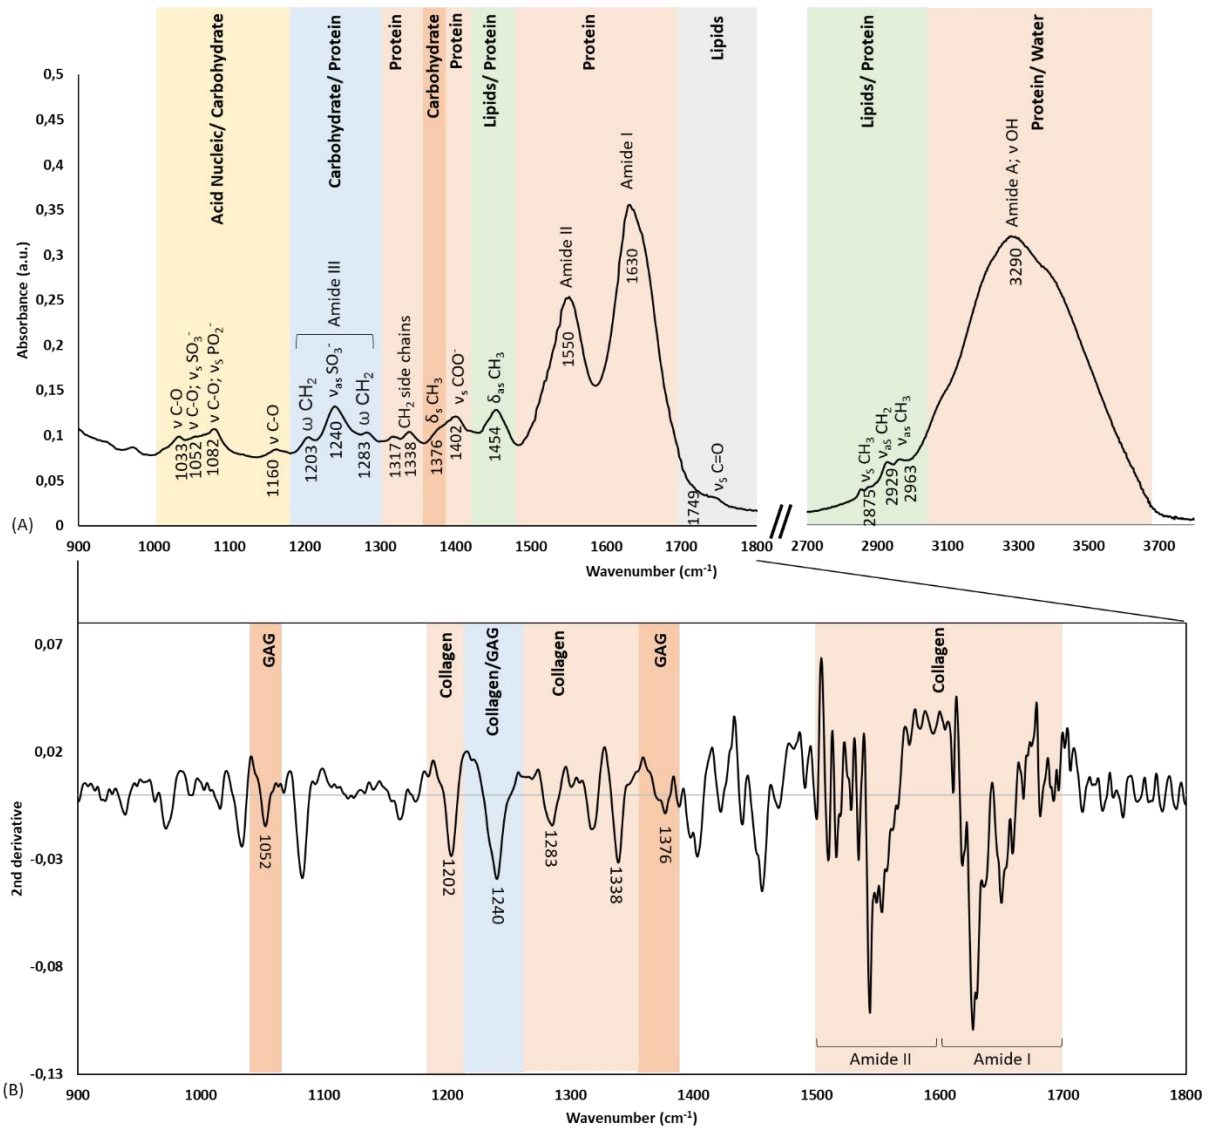 Acid Nucleic/ Carbohydrate
Carbohydrate/ Protein
Protein
Carbohydrate
Protein
Lipids/ Protein
Protein
Lipids
Lipids/ Protein
Protein/ Water
0,5
0,45
0,4
0,35
0,3
0,25
0,2
0,15
0,1
0,05
0
Absorbance (a.u.)
1033 ν C-O
1052 ν C-O; νs SO3-
1082 ν C-O; νs PO2-
1160 ν C-O
Amide III
1203 ω CH2
1240 νas SO3-
1283 ω CH2
1317
1338 CH2 side chains
1376 δs CH3
1402 νs COO-
1454 δas CH3
1550 Amide II
1630 Amide I
1749 νs C=O
2875 νs CH3
2929 νas CH2
2963 νas CH3
3290 Amide A; ν OH
(A)
900 1000 1100 1200 1300 1400 1500 1600 1700 1800 2700 2900 3100 3300 3500 3700
Wavenumber (cm-1)
GAG
Collagen
Collagen/GAG
Collagen
GAG
Collagen
0,07
0,02
-0,03
-0,08
-0,13
2nd derivative
1052
1202
1240
1283
1338
1376
Amide II
Amide I
(B)
900 1000 1100 1200 1300 1400 1500 1600 1700 1800
Wavenumber (cm-1)